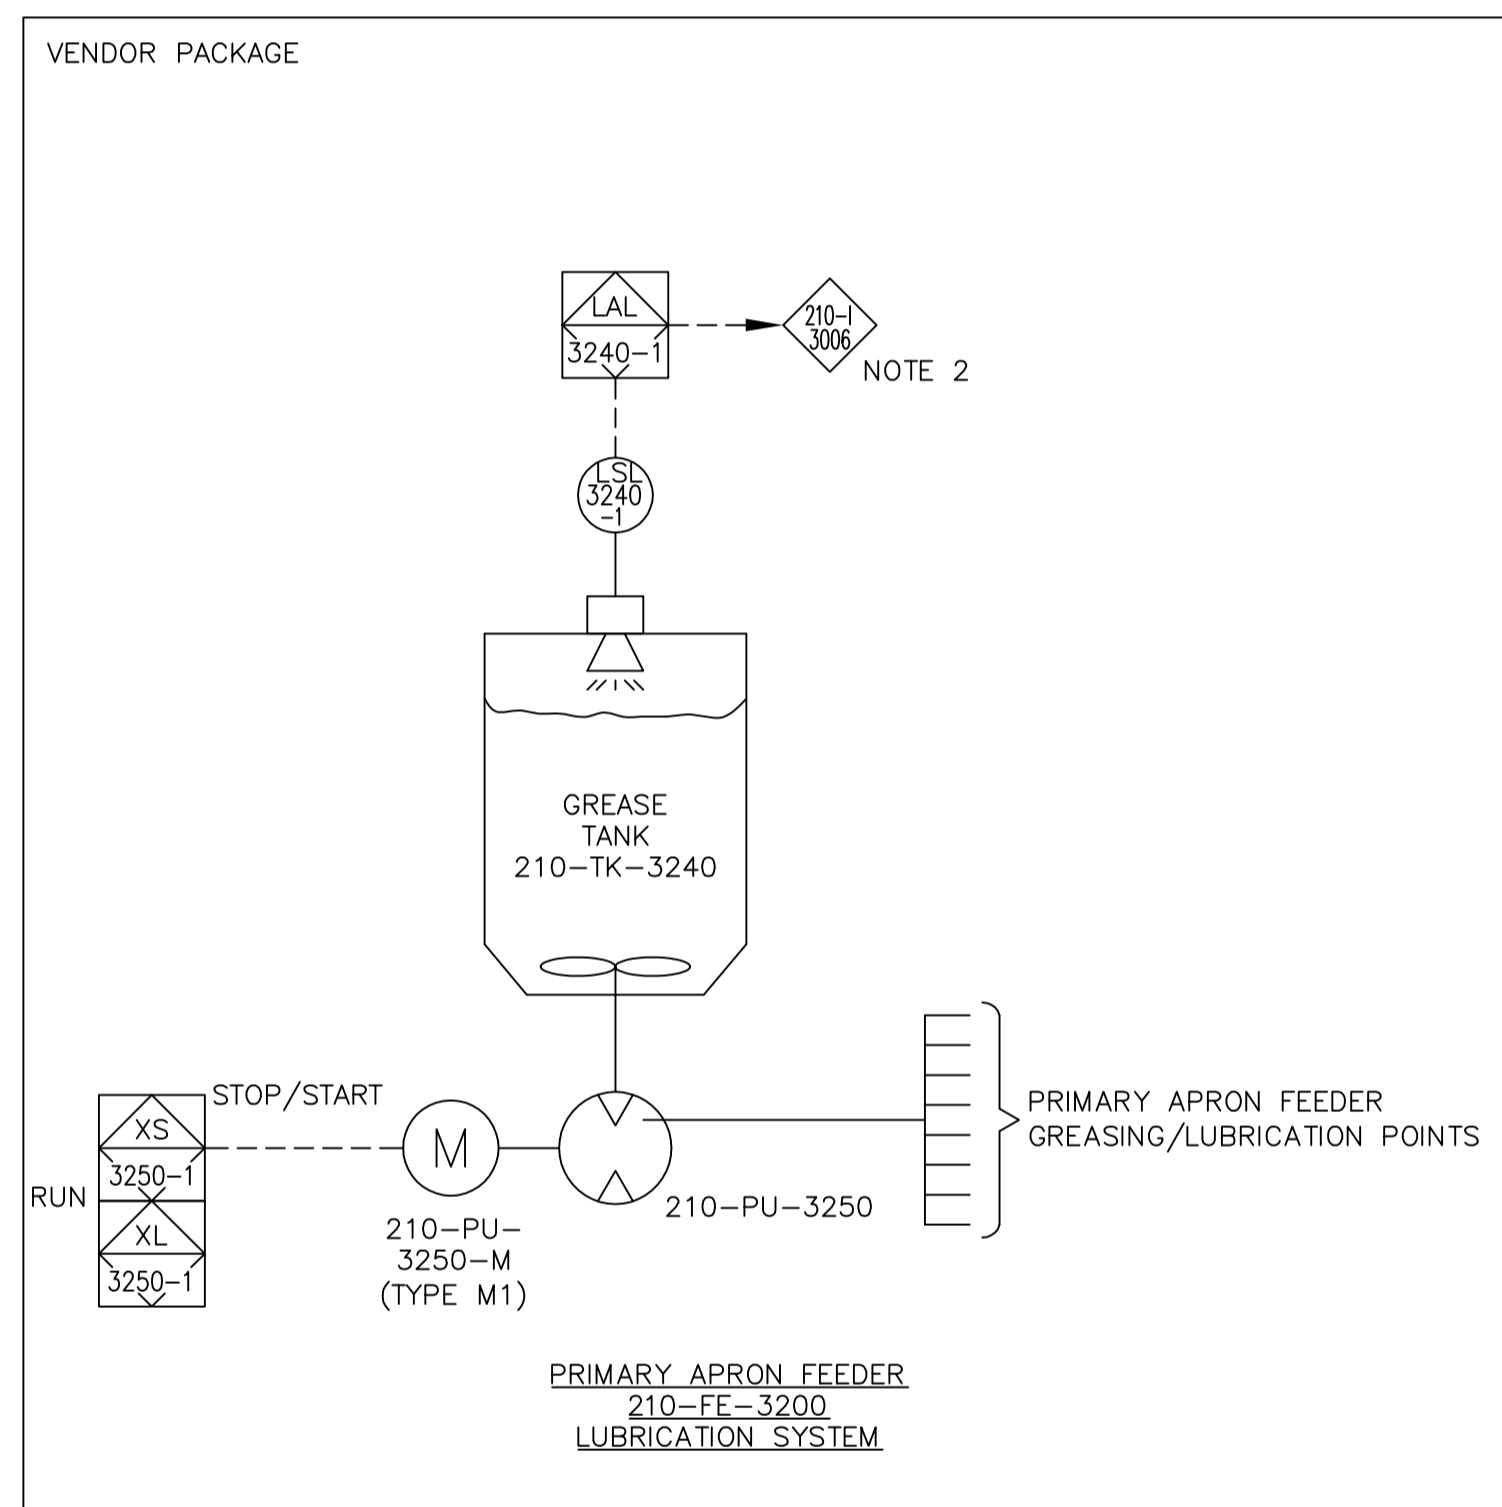 VENDOR PACKAGE
LAL
3240-1
210-I
3006
NOTE 2
LSL
3240
-1
GREASE
TANK
210-TK-3240
STOP/START
XS
3250-1
RUN
XL
3250-1
M
210-PU-
3250-M
(TYPE M1)
210-PU-3250
PRIMARY APRON FEEDER
GREASING/LUBRICATION POINTS
PRIMARY APRON FEEDER
210-FE-3200
LUBRICATION SYSTEM